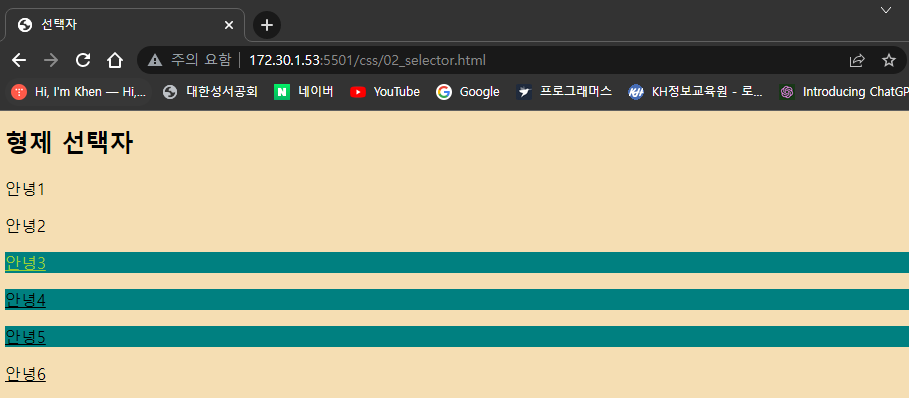 선택자
주의 요함 172.30.1.53:5501/css/02_selector.html
Hi, I'm Khen — Hi,... 대한성서공회 네이버 YouTube Google 프로그래머스 KH정보교육원 - 로... Introducing ChatGP
형제 선택자
안녕1
안녕2
안녕3
안녕4
안녕5
안녕6